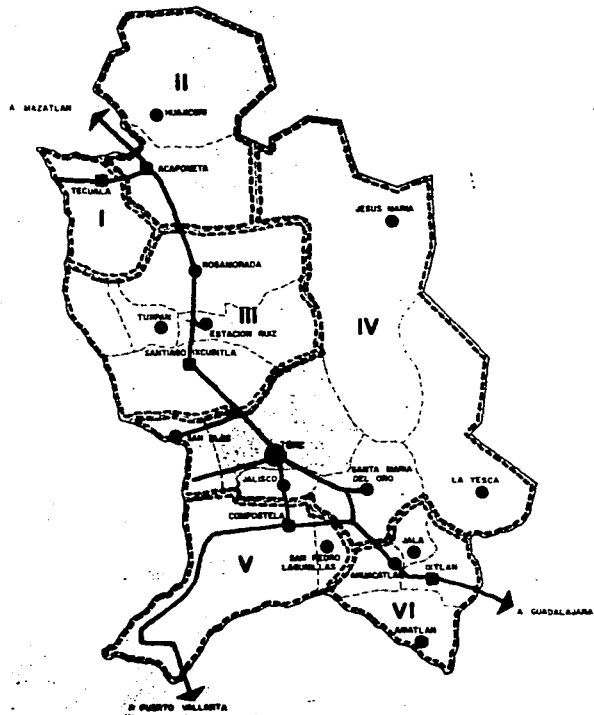 II
A MAZATLAN
HUAJICORI
ACAPONETA
TECUALA
I
JESUS MARIA
ROSAMORADA
TUXPAN
III
ESTACION RUIZ
IV
SANTIAGO IXCUINTLA
SAN BLAS
TEPIC
JALISCO
SANTA MARIA
DEL ORO
LA YESCA
COMPOSTELA
V
SAN PEDRO
LAGUNILLAS
JALA
AHUACATLAN
IXTLAN
VI
A GUADALAJARA
AMATLAN
A PUERTO VALLARTA